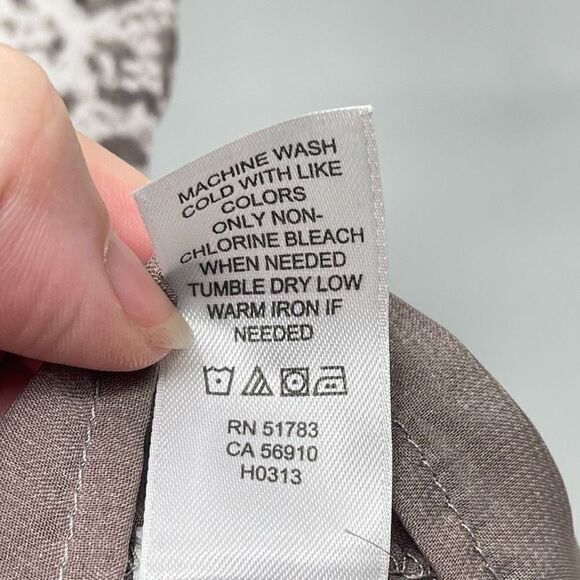 MACHINE WASH
COLD WITH LIKE
COLORS
ONLY NON-
CHLORINE BLEACH
WHEN NEEDED
TUMBLE DRY LOW
WARM IRON IF
NEEDED
RN 51783
CA 56910
H0313